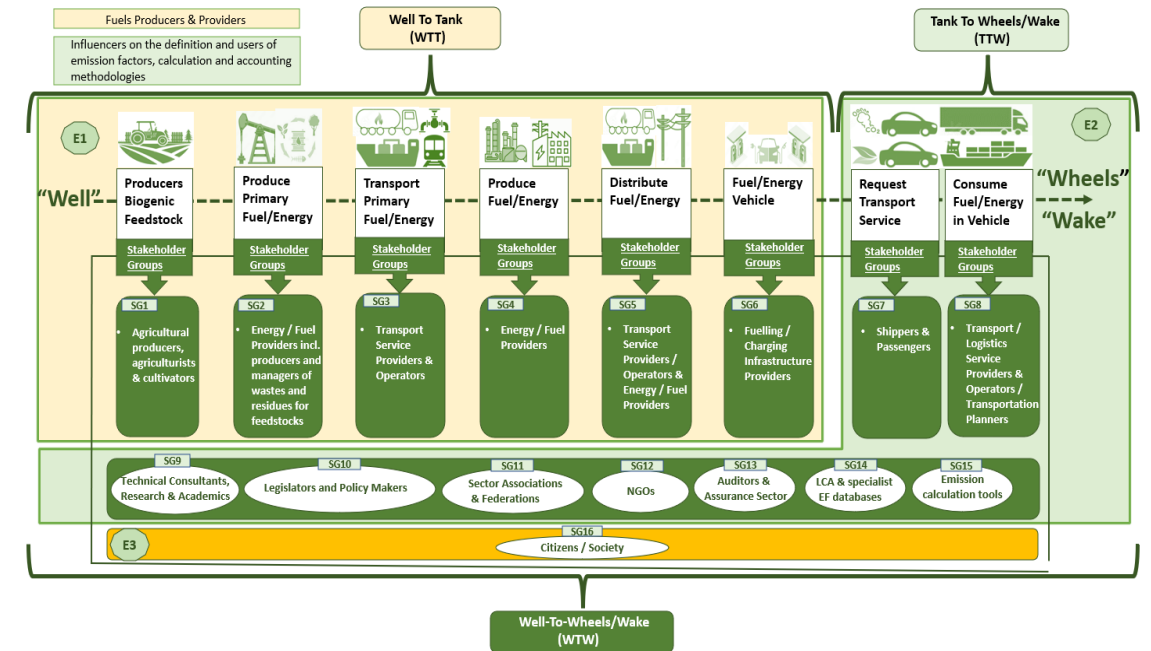 Fuels Producers & Providers
Influencers on the definition and users of
emission factors, calculation and accounting
methodologies
Well To Tank
(WTT)
Tank To Wheels/Wake
(TTW)
E1
E2
“Well”
Producers
Biogenic
Feedstock
Produce
Primary
Fuel/Energy
Transport
Primary
Fuel/Energy
Produce
Fuel/Energy
Distribute
Fuel/Energy
Fuel/Energy
Vehicle
Request
Transport
Service
Consume
Fuel/Energy
in Vehicle
“Wheels”
“Wake”
Stakeholder
Groups
Stakeholder
Groups
Stakeholder
Groups
Stakeholder
Groups
Stakeholder
Groups
Stakeholder
Groups
Stakeholder
Groups
Stakeholder
Groups
SG1
• Agricultural
producers,
agriculturists
& cultivators
SG2
• Energy / Fuel
Providers incl.
producers and
managers of
wastes and
residues for
feedstocks
SG3
• Transport
Service
Providers &
Operators
SG4
• Energy / Fuel
Providers
SG5
• Transport
Service
Providers /
Operators &
Energy / Fuel
Providers
SG6
• Fuelling /
Charging
Infrastructure
Providers
SG7
• Shippers &
Passengers
SG8
• Transport /
Logistics
Service
Providers &
Operators /
Transportation
Planners
SG9
Technical Consultants,
Research & Academics
SG10
Legislators and Policy Makers
SG11
Sector Associations
& Federations
SG12
NGOs
SG13
Auditors &
Assurance Sector
SG14
LCA & specialist
EF databases
SG15
Emission
calculation tools
E3
SG16
Citizens / Society
Well-To-Wheels/Wake
(WTW)